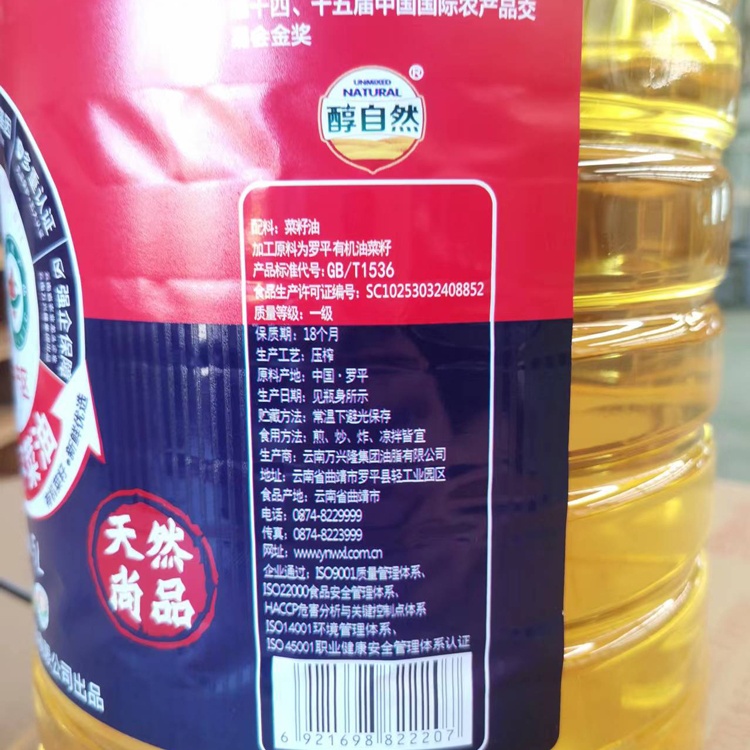 十四、十五届中国国际农产品交
会金奖
UNMIXED
NATURAL
®
醇自然
配料：菜籽油
加工原料为罗平有机油菜籽
产品标准代号：GB/T1536
食品生产许可证编号：SC10253032408852
质量等级：一级
保质期：18个月
生产工艺：压榨
原料产地：中国·罗平
生产日期：见瓶身所示
贮藏方法：常温下避光保存
食用方法：煎、炒、炸、凉拌皆宜
生产商：云南万兴隆集团油脂有限公司
地址：云南省曲靖市罗平县轻工业园区
食品产地：云南省曲靖市
电话：0874-8229999
传真：0874-8223999
网址：www.ynwxl.com.cn
企业通过：ISO9001质量管理体系、
ISO22000食品安全管理体系、
HACCP危害分析与关键控制点体系
ISO14001环境管理体系、
ISO45001职业健康安全管理体系认证
6 921698 822207
多重认证
强企保障
新鲜优选
天然
尚品
公司出品